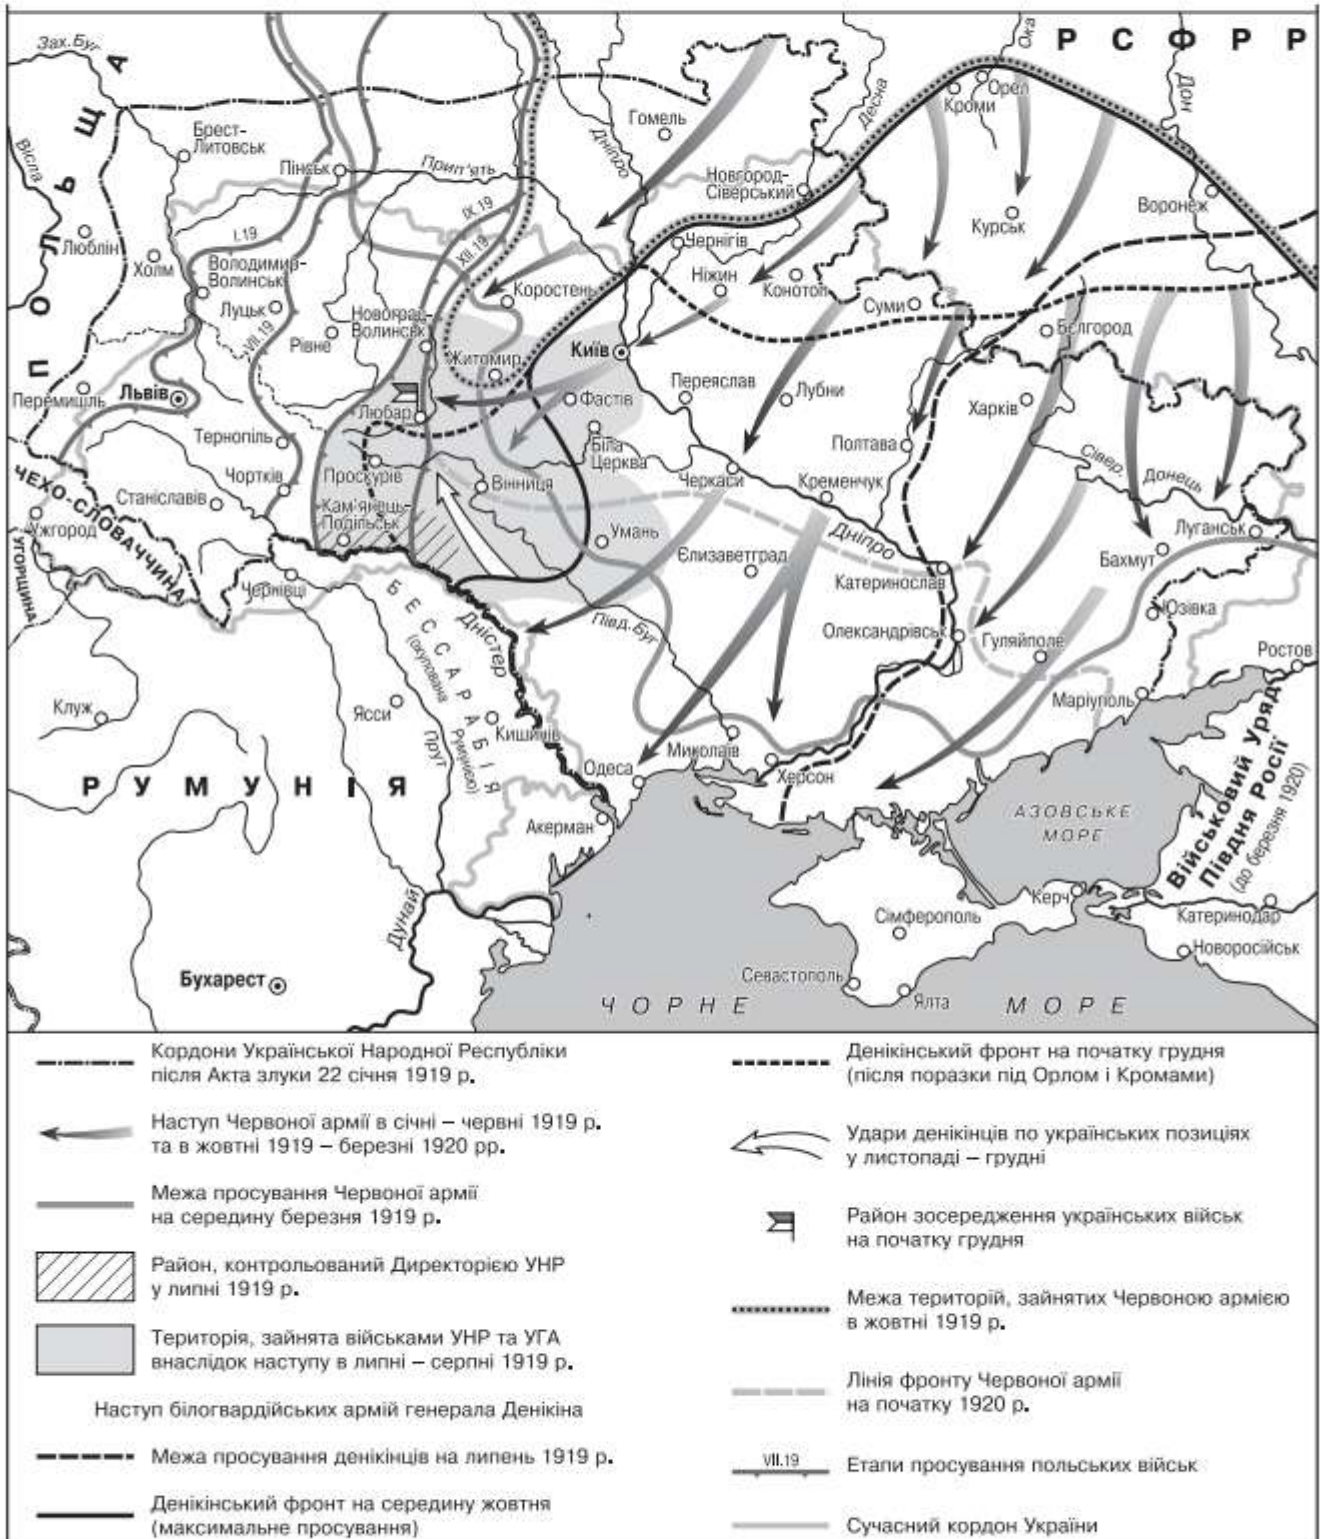 РСФРР
Зах. Буг
ПОЛЬЩА
Вісла
Брест-
Литовськ
Пінськ
Прип'ять
Дніпро
Гомель
Десна
Ока
Орел
Кроми
Дон
Новгород-
Сіверський
Курськ
Воронеж
Люблін
Холм
І.19
Володимир-
Волинськ
Луцьк
VII.19
Рівне
Новоград-
Волинськ
IX.19
XII.19
Коростень
Чернігів
Ніжин
Конотоп
Суми
Бєлгород
Житомир
Київ
Перемишль
Львів
Любар
Фастів
Переяслав
Лубни
Харків
Тернопіль
Біла
Церква
Полтава
Чортків
Проскурів
Вінниця
Черкаси
Кременчук
Сівер.
Донець
ЧЕХО-СЛОВАЧЧИНА
Станіславів
Кам'янець-
Подільськ
Ужгород
Умань
Єлизаветград
Дніпро
Луганськ
Бахмут
УГОРЩИНА
Чернівці
Катеринослав
БЕССАРАБІЯ
(окупована
Румунією)
Дністер
Півд. Буг
Олександрівськ
Гуляйполе
Юзівка
Ростов
Клуж
Ясси
Прут
Кишинів
Маріуполь
РУМУНІЯ
Одеса
Миколаїв
Херсон
Акерман
АЗОВСЬКЕ
МОРЕ
Військовий Уряд
Півдня Росії
(до березня 1920)
Дунай
Керч
Сімферополь
Катеринодар
Новоросійськ
Бухарест
Севастополь
Ялта
ЧОРНЕ МОРЕ
Кордони Української Народної Республіки
після Акта злуки 22 січня 1919 р.
Наступ Червоної армії в січні – червні 1919 р.
та в жовтні 1919 – березні 1920 рр.
Межа просування Червоної армії
на середину березня 1919 р.
Район, контрольований Директорією УНР
у липні 1919 р.
Територія, зайнята військами УНР та УГА
внаслідок наступу в липні – серпні 1919 р.
Наступ білогвардійських армій генерала Денікіна
Межа просування денікінців на липень 1919 р.
Денікінський фронт на середину жовтня
(максимальне просування)
Денікінський фронт на початку грудня
(після поразки під Орлом і Кромами)
Удари денікінців по українських позиціях
у листопаді – грудні
Район зосередження українських військ
на початку грудня
Межа територій, зайнятих Червоною армією
в жовтні 1919 р.
Лінія фронту Червоної армії
на початку 1920 р.
VII.19
Етапи просування польських військ
Сучасний кордон України